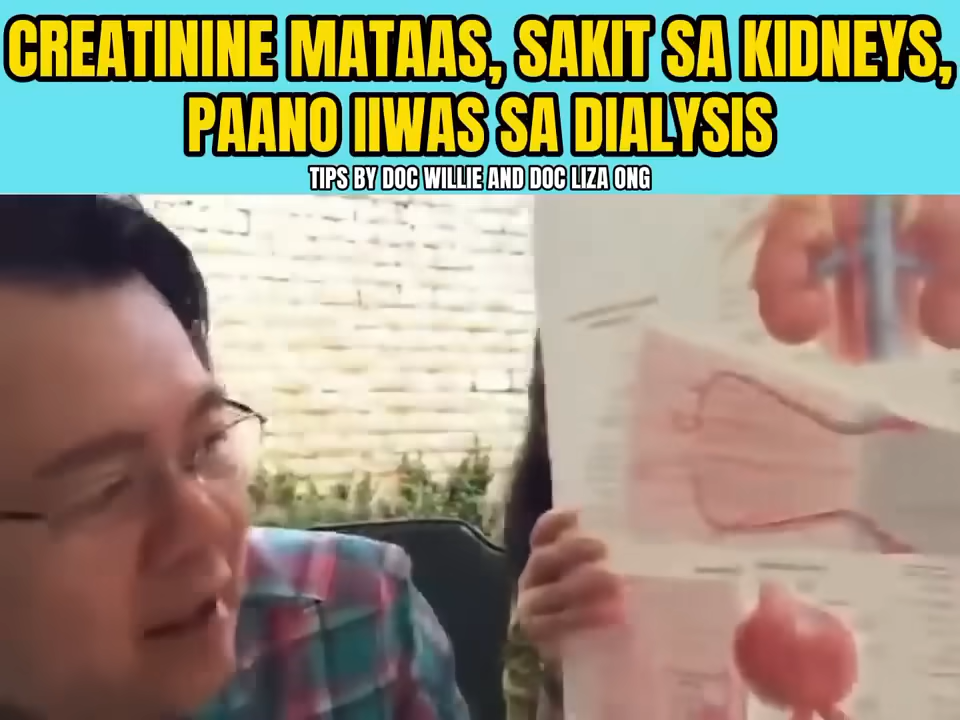 CREATININE MATAAS, SAKIT SA KIDNEYS,
PAANO IIWAS SA DIALYSIS
TIPS BY DOC WILLIE AND DOC LIZA ONG